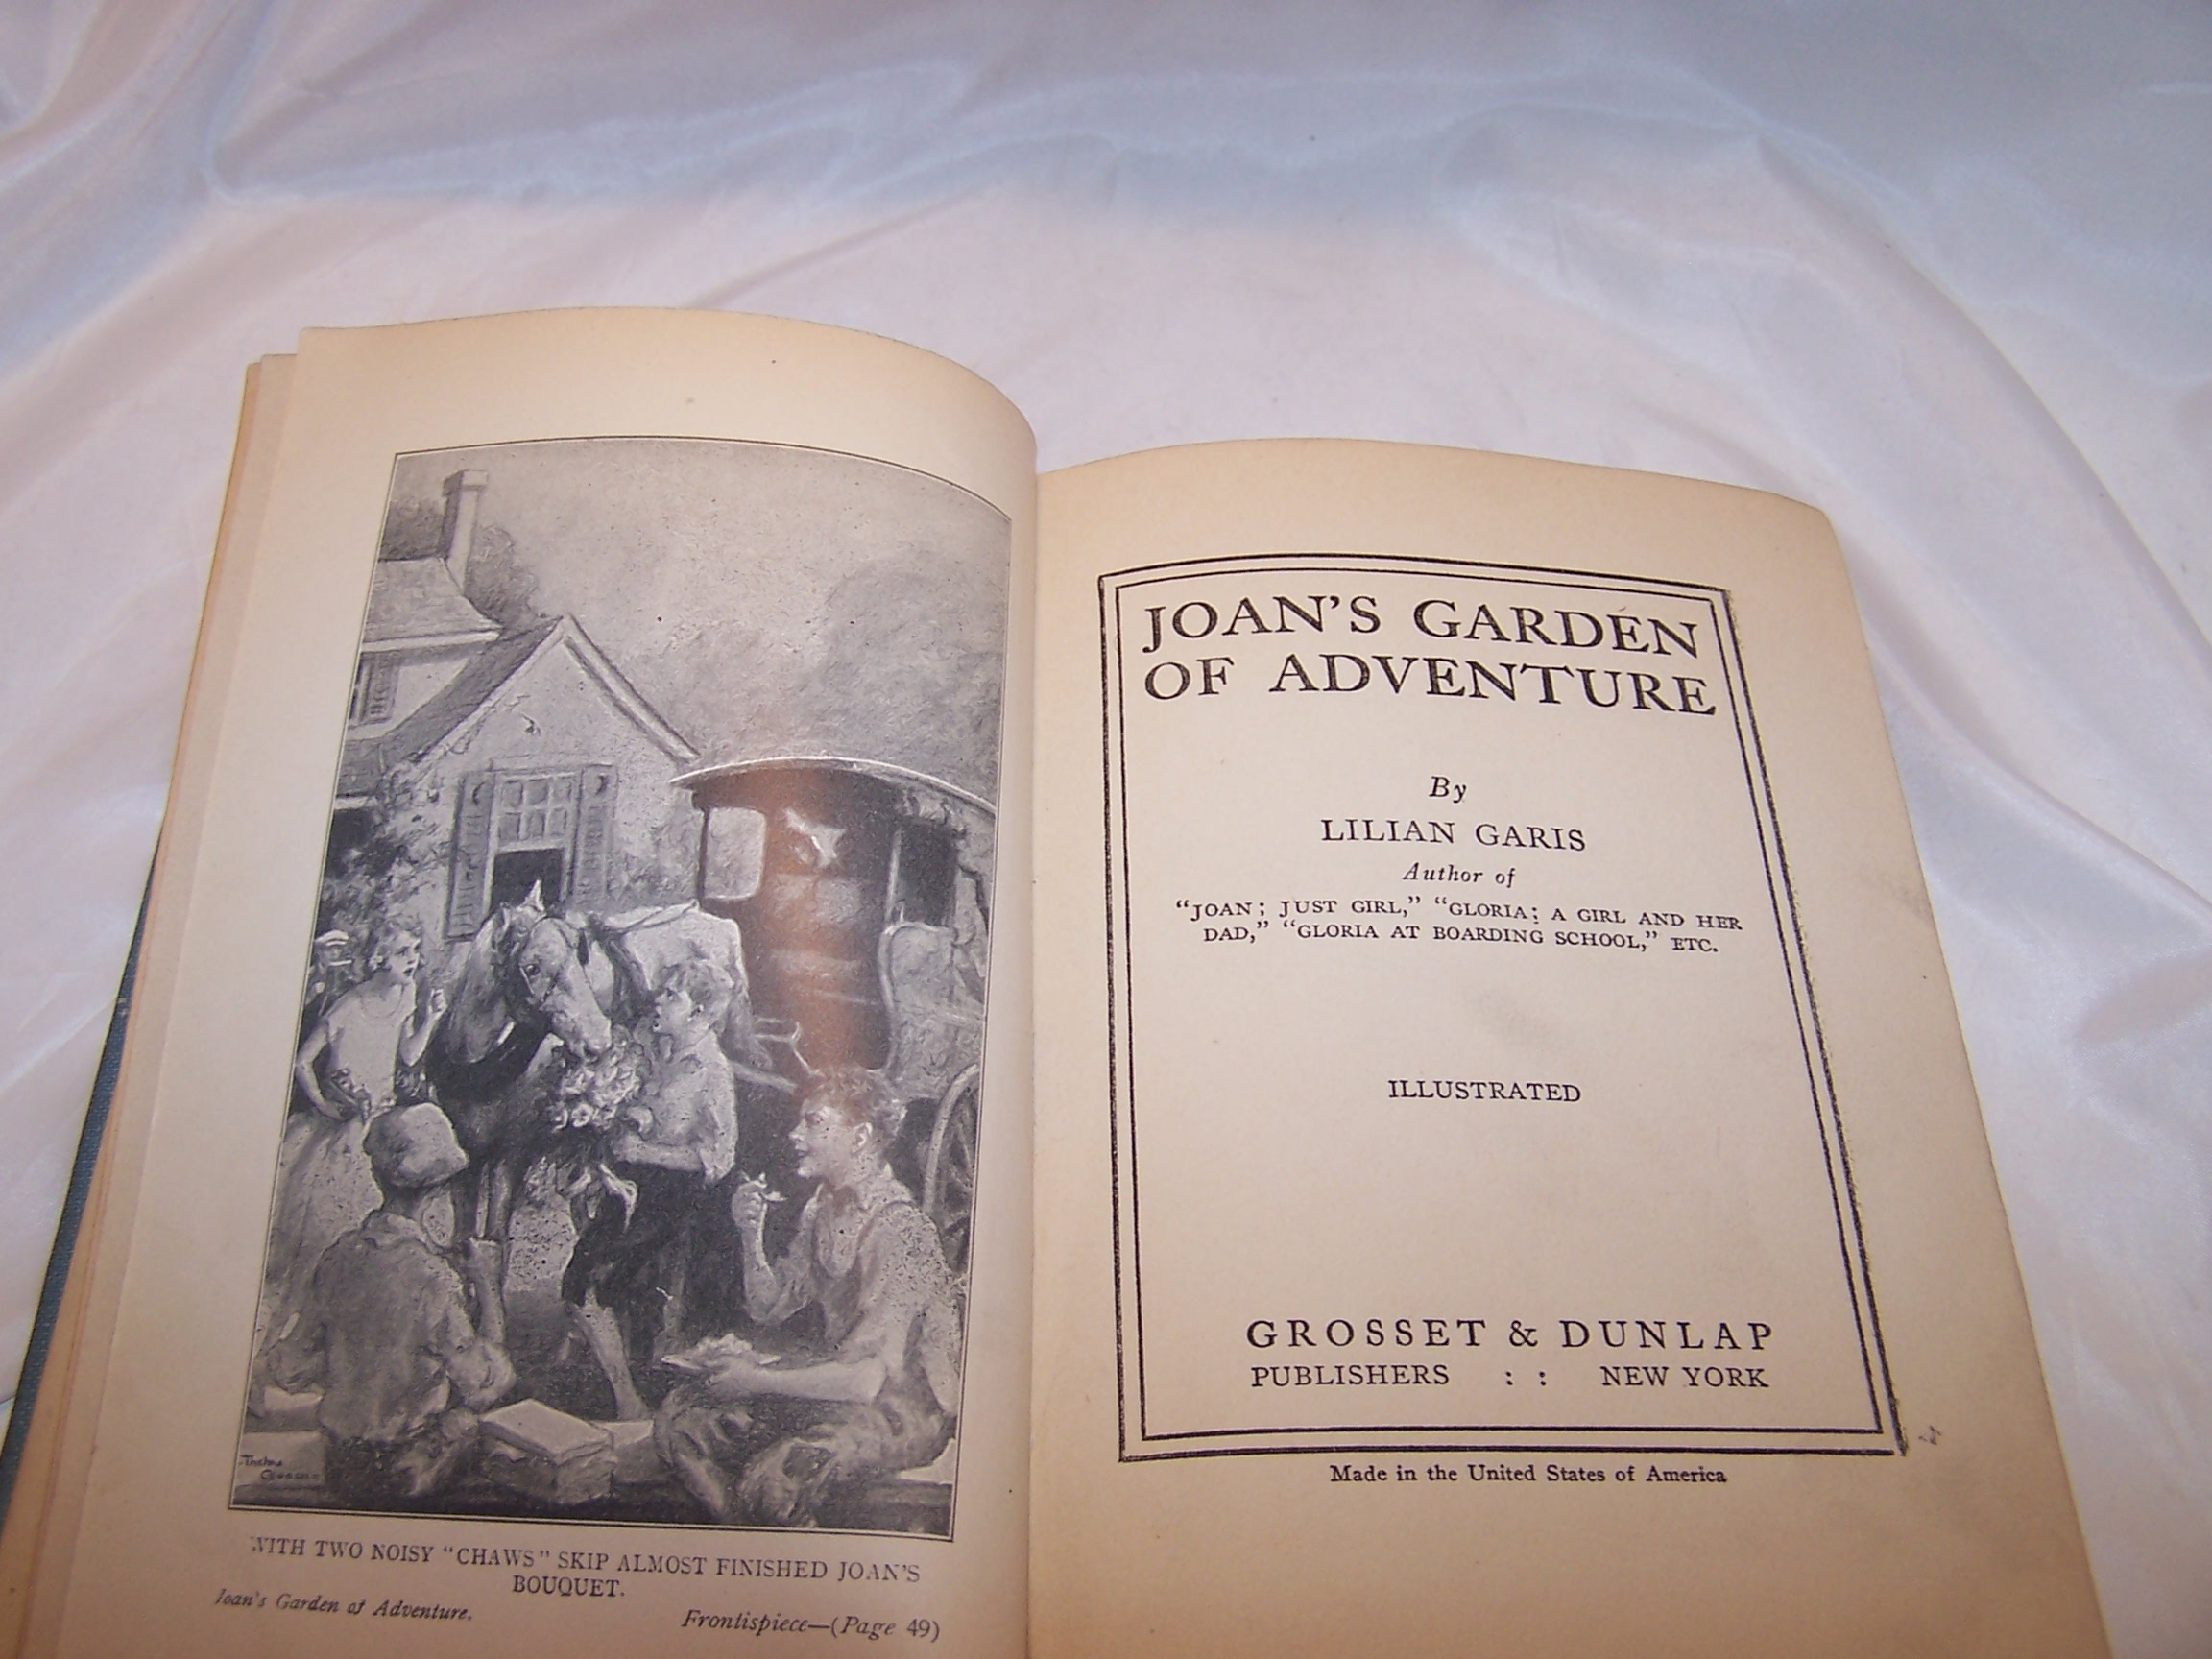 WITH TWO NOISY "CHAWS" SKIP ALMOST FINISHED JOAN'S
BOUQUET.
Joan's Garden of Adventure.
Frontispiece—(Page 49)
JOAN'S GARDEN
OF ADVENTURE
By
LILIAN GARIS
Author of
"JOAN; JUST GIRL," "GLORIA; A GIRL AND HER
DAD," "GLORIA AT BOARDING SCHOOL," ETC.
ILLUSTRATED
GROSSET & DUNLAP
PUBLISHERS : : NEW YORK
Made in the United States of America